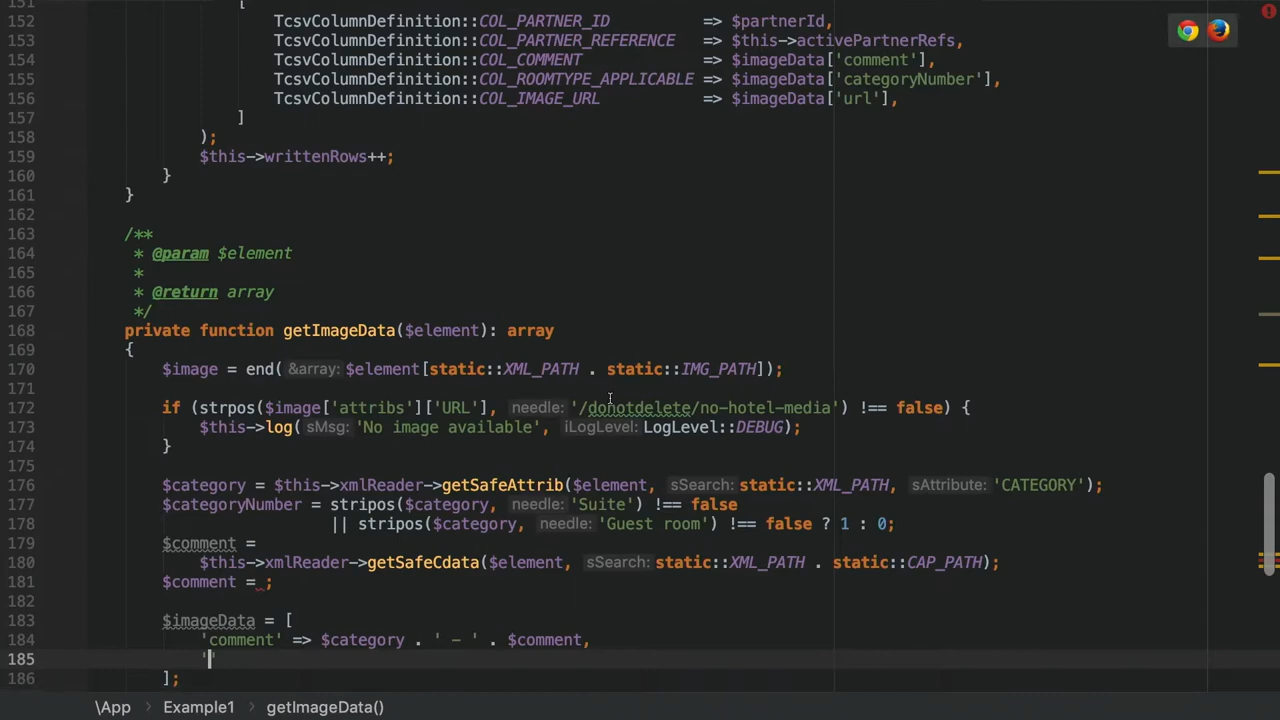 151 [
152 TcsvColumnDefinition::COL_PARTNER_ID => $partnerId,
153 TcsvColumnDefinition::COL_PARTNER_REFERENCE => $this->activePartnerRefs,
154 TcsvColumnDefinition::COL_COMMENT => $imageData['comment'],
155 TcsvColumnDefinition::COL_ROOMTYPE_APPLICABLE => $imageData['categoryNumber'],
156 TcsvColumnDefinition::COL_IMAGE_URL => $imageData['url'],
157 ]
158 );
159 $this->writtenRows++;
160 }
161 }
162
163 /**
164 * @param $element
165 *
166 * @return array
167 */
168 private function getImageData($element): array
169 {
170 $image = end( &array: $element[static::XML_PATH . static::IMG_PATH]);
171
172 if (strpos($image['attribs']['URL'], needle: '/donotdelete/no-hotel-media') !== false) {
173 $this->log( sMsg: 'No image available', iLogLevel: LogLevel::DEBUG);
174 }
175
176 $category = $this->xmlReader->getSafeAttrib($element, sSearch: static::XML_PATH, sAttribute: 'CATEGORY');
177 $categoryNumber = stripos($category, needle: 'Suite') !== false
178 || stripos($category, needle: 'Guest room') !== false ? 1 : 0;
179 $comment =
180 $this->xmlReader->getSafeCdata($element, sSearch: static::XML_PATH . static::CAP_PATH);
181 $comment = ;
182
183 $imageData = [
184 'comment' => $category . ' - ' . $comment,
185 ''
186 ];
\App › Example1 › getImageData()